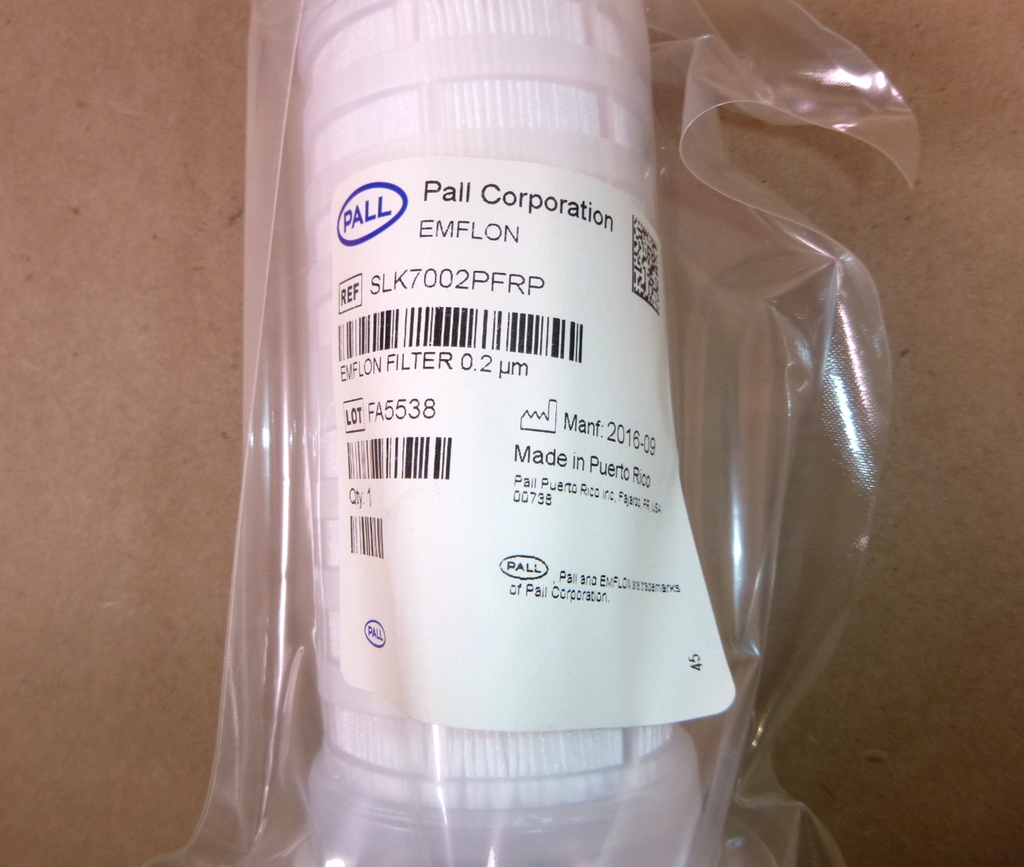 PALL
Pall Corporation
EMFLON
REF SLK7002PFRP
EMFLON FILTER 0.2 µm
LOT FA5538
Manf: 2016-09
Made in Puerto Rico
Pall Puerto Rico Inc, Fajardo, PR, USA
00738
Qty: 1
PALL , Pall and EMFLON are trademarks
of Pall Corporation.
PALL
45